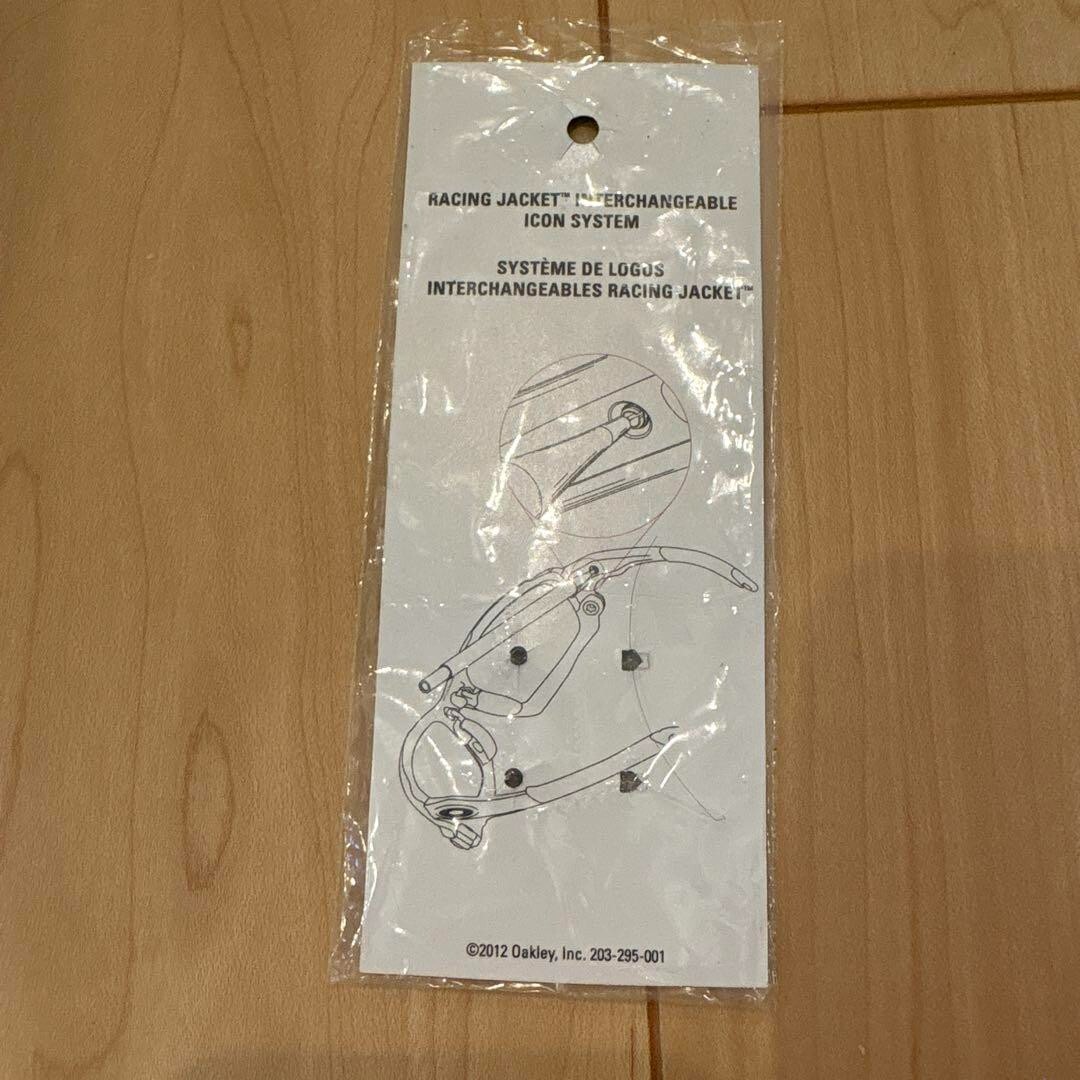 RACING JACKET™ INTERCHANGEABLE
ICON SYSTEM
SYSTÈME DE LOGOS
INTERCHANGEABLES RACING JACKET™
©2012 Oakley, Inc. 203-295-001